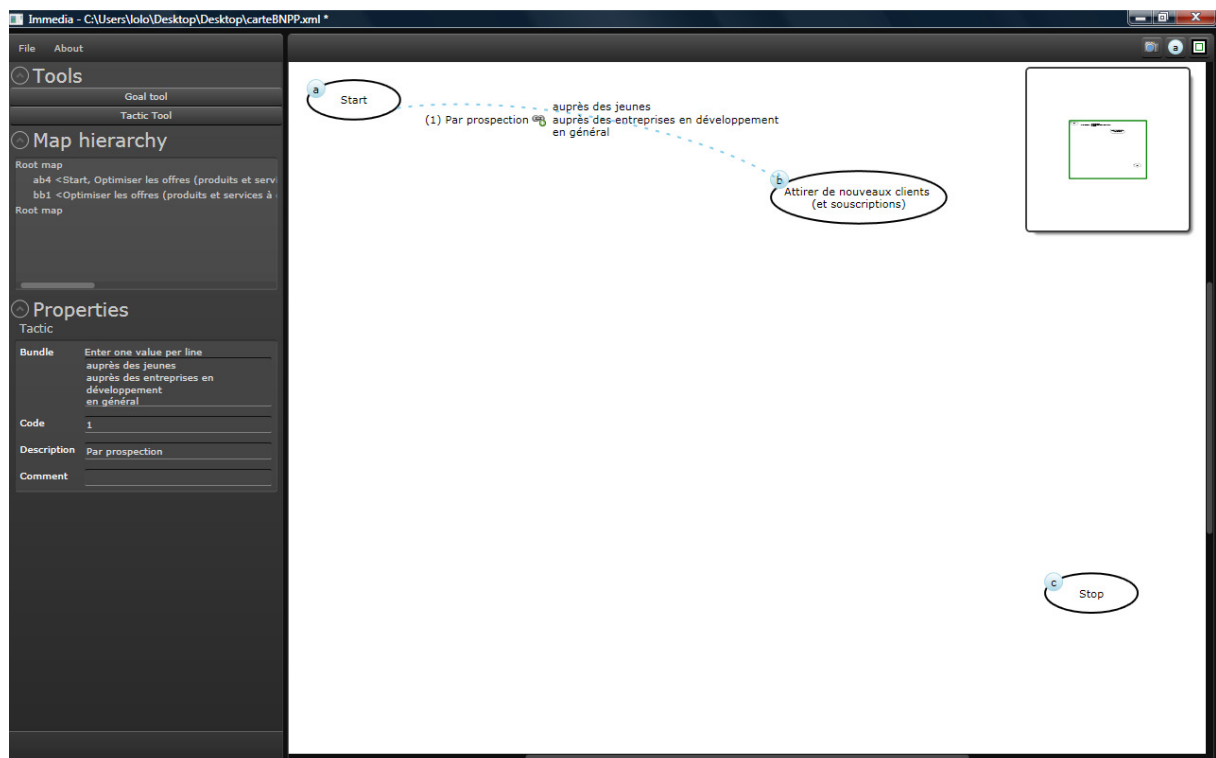 Immedia - C:\Users\lolo\Desktop\Desktop\carteBNPP.xml *
File About
Tools
Goal tool
Tactic Tool
Map hierarchy
Root map
ab4 <Start, Optimiser les offres (produits et servi
bb1 <Optimiser les offres (produits et services à
Root map
Properties
Tactic
Bundle Enter one value per line
auprès des jeunes
auprès des entreprises en
développement
en général
Code 1
Description Par prospection
Comment
a
a
Start
auprès des jeunes
(1) Par prospection auprès des entreprises en développement
en général
b
Attirer de nouveaux clients
(et souscriptions)
c
Stop